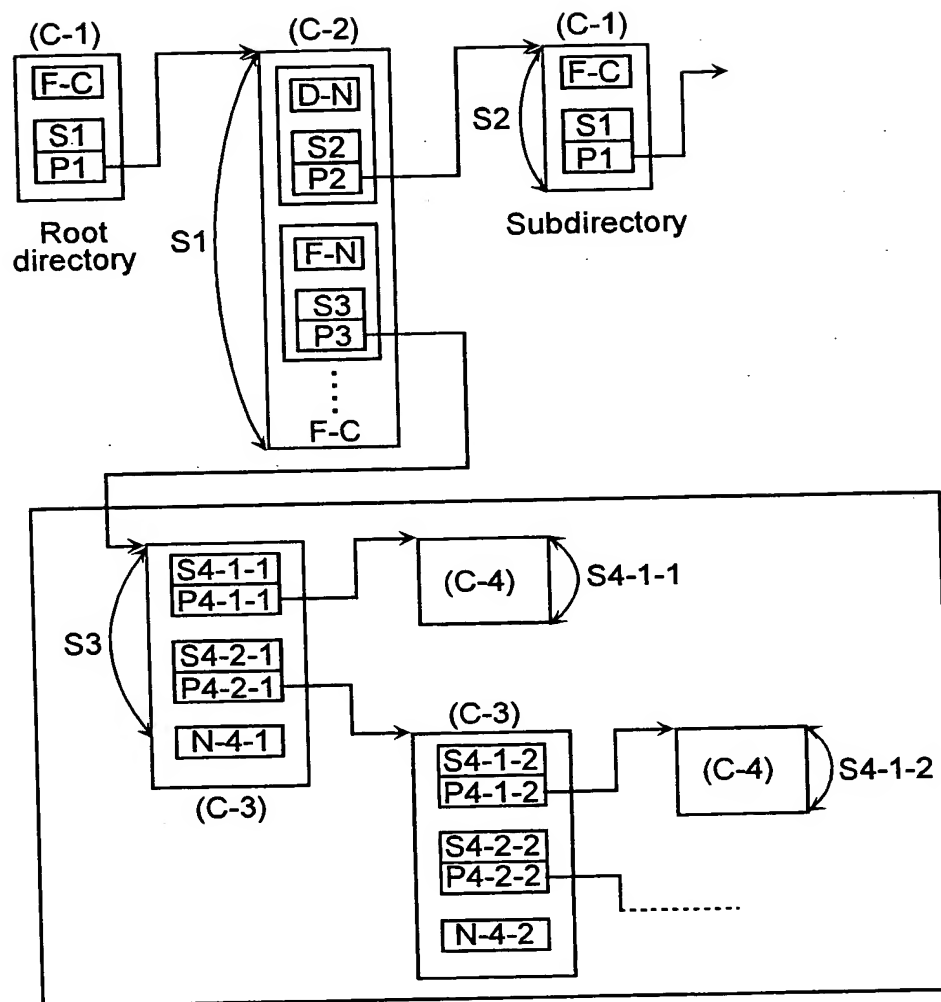 (C-1)
F-C
S1
P1
Root
directory
S1
(C-2)
D-N
S2
P2
F-N
S3
P3
F-C
S2
(C-1)
F-C
S1
P1
Subdirectory
S3
S4-1-1
P4-1-1
S4-2-1
P4-2-1
N-4-1
(C-3)
(C-4)
S4-1-1
(C-3)
S4-1-2
P4-1-2
S4-2-2
P4-2-2
N-4-2
(C-4)
S4-1-2